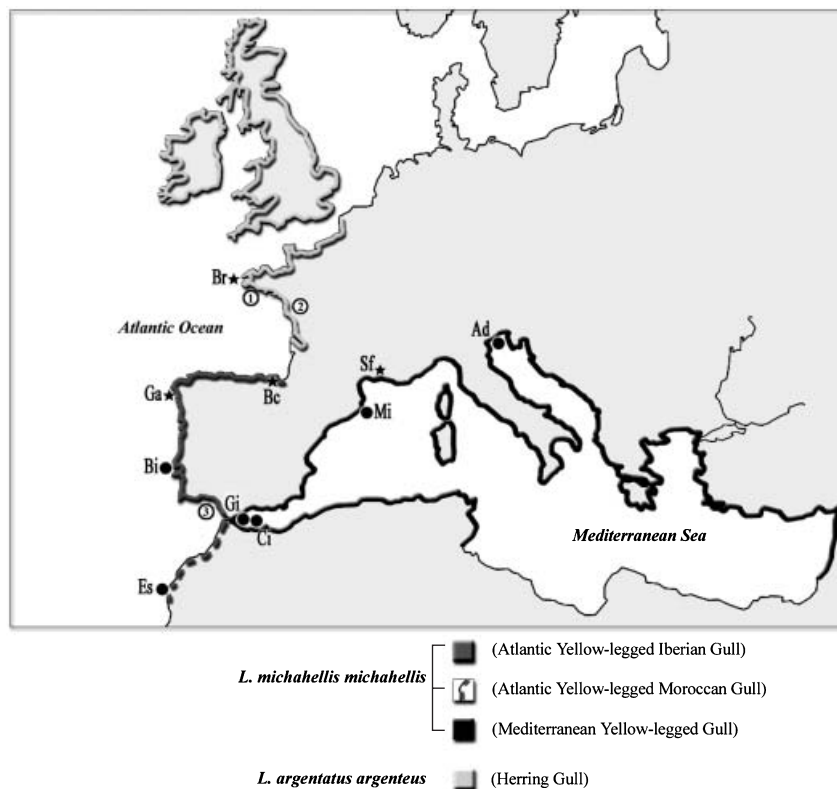 Br
①
②
Atlantic Ocean
Ad
Sf
Ga
Bc
Mi
Bi
③
Gi
Ci
Mediterranean Sea
Es
(Atlantic Yellow-legged Iberian Gull)
L. michahellis michahellis
(Atlantic Yellow-legged Moroccan Gull)
(Mediterranean Yellow-legged Gull)
L. argentatus argenteus
(Herring Gull)